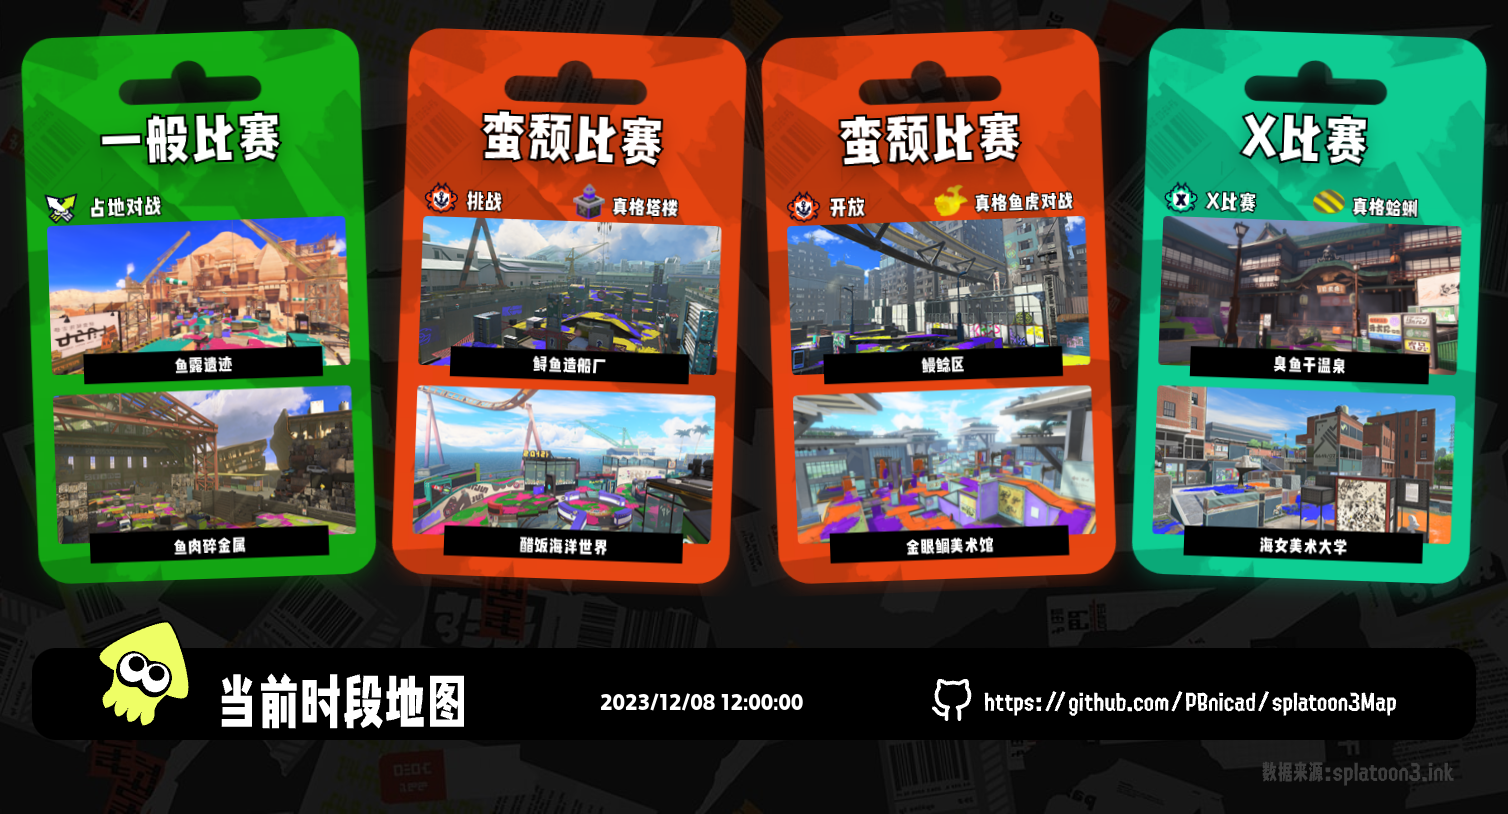 一般比赛
占地对战
鱼露遗迹
鱼肉碎金属
蛮颓比赛
挑战
真格塔楼
鲟鱼造船厂
醋饭海洋世界
蛮颓比赛
开放
真格鱼虎对战
鳗鲶区
金眼鲷美术馆
X比赛
X比赛
真格蛤蜊
臭鱼干温泉
海女美术大学
当前时段地图
2023/12/08 12:00:00
https://github.com/PBnicad/splatoon3Map
数据来源:splatoon3.ink